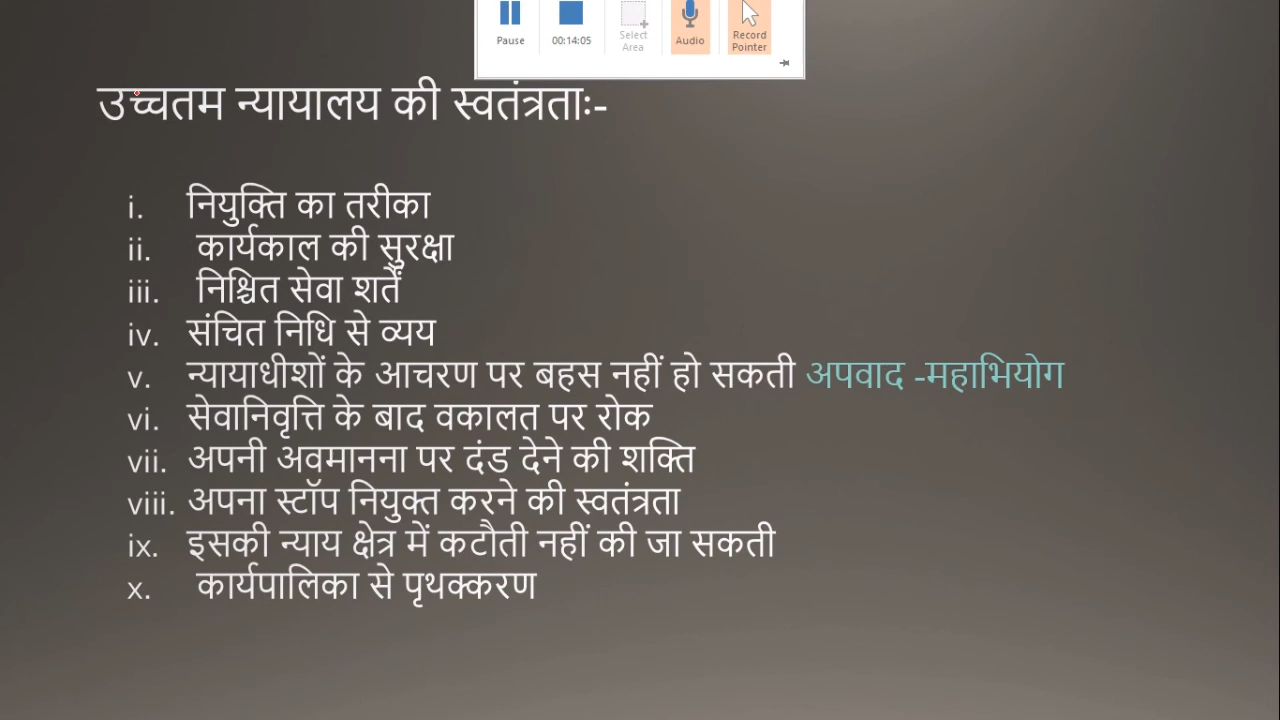 Pause
00:14:05
Select
Area
Audio
Record
Pointer
उच्चतम न्यायालय की स्वतंत्रताः-
i. नियुक्ति का तरीका
ii. कार्यकाल की सुरक्षा
iii. निश्चित सेवा शर्तें
iv. संचित निधि से व्यय
v. न्यायाधीशों के आचरण पर बहस नहीं हो सकती अपवाद -महाभियोग
vi. सेवानिवृत्ति के बाद वकालत पर रोक
vii. अपनी अवमानना पर दंड देने की शक्ति
viii. अपना स्टॉप नियुक्त करने की स्वतंत्रता
ix. इसकी न्याय क्षेत्र में कटौती नहीं की जा सकती
x. कार्यपालिका से पृथक्करण